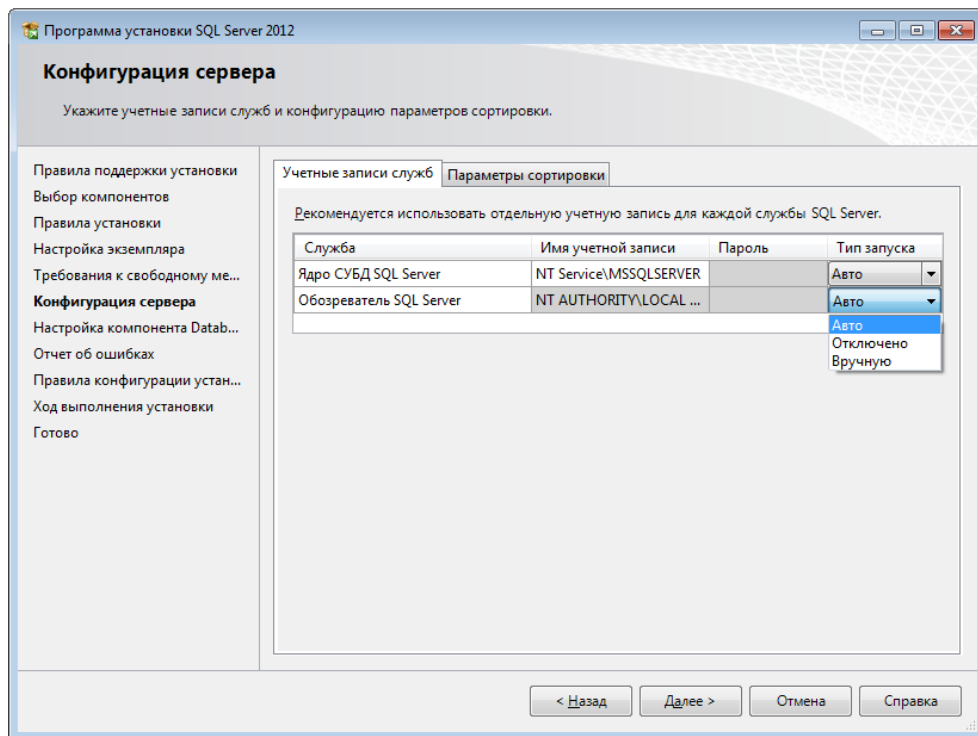 Программа установки SQL Server 2012
Конфигурация сервера
Укажите учетные записи служб и конфигурацию параметров сортировки.
Правила поддержки установки
Выбор компонентов
Правила установки
Настройка экземпляра
Требования к свободному ме...
Конфигурация сервера
Настройка компонента Datab...
Отчет об ошибках
Правила конфигурации устан...
Ход выполнения установки
Готово
Учетные записи служб
Параметры сортировки
Рекомендуется использовать отдельную учетную запись для каждой службы SQL Server.
Служба Имя учетной записи Пароль Тип запуска
Ядро СУБД SQL Server NT Service\MSSQLSERVER Авто
Обозреватель SQL Server NT AUTHORITY\LOCAL ... Авто
Авто
Отключено
Вручную
< Назад Далее > Отмена Справка